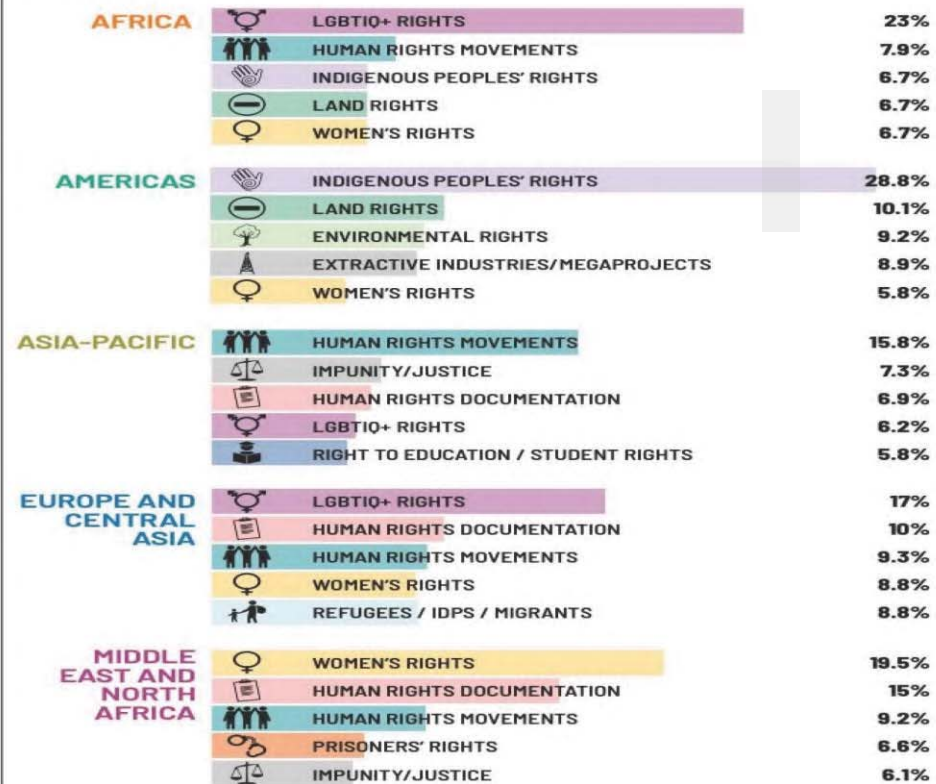 AFRICA
LGBTIQ+ RIGHTS 23%
HUMAN RIGHTS MOVEMENTS 7.9%
INDIGENOUS PEOPLES' RIGHTS 6.7%
LAND RIGHTS 6.7%
WOMEN'S RIGHTS 6.7%
AMERICAS
INDIGENOUS PEOPLES' RIGHTS 28.8%
LAND RIGHTS 10.1%
ENVIRONMENTAL RIGHTS 9.2%
EXTRACTIVE INDUSTRIES/MEGAPROJECTS 8.9%
WOMEN'S RIGHTS 5.8%
ASIA-PACIFIC
HUMAN RIGHTS MOVEMENTS 15.8%
IMPUNITY/JUSTICE 7.3%
HUMAN RIGHTS DOCUMENTATION 6.9%
LGBTIQ+ RIGHTS 6.2%
RIGHT TO EDUCATION / STUDENT RIGHTS 5.8%
EUROPE AND
CENTRAL
ASIA
LGBTIQ+ RIGHTS 17%
HUMAN RIGHTS DOCUMENTATION 10%
HUMAN RIGHTS MOVEMENTS 9.3%
WOMEN'S RIGHTS 8.8%
REFUGEES / IDPS / MIGRANTS 8.8%
MIDDLE
EAST AND
NORTH
AFRICA
WOMEN'S RIGHTS 19.5%
HUMAN RIGHTS DOCUMENTATION 15%
HUMAN RIGHTS MOVEMENTS 9.2%
PRISONERS' RIGHTS 6.6%
IMPUNITY/JUSTICE 6.1%